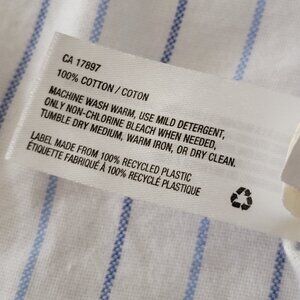 CA 17897
100% COTTON / COTON
MACHINE WASH WARM, USE MILD DETERGENT,
ONLY NON-CHLORINE BLEACH WHEN NEEDED,
TUMBLE DRY MEDIUM, WARM IRON, OR DRY CLEAN.
LABEL MADE FROM 100% RECYCLED PLASTIC
ÉTIQUETTE FABRIQUÉ À 100% RECYCLÉ PLASTIQUE